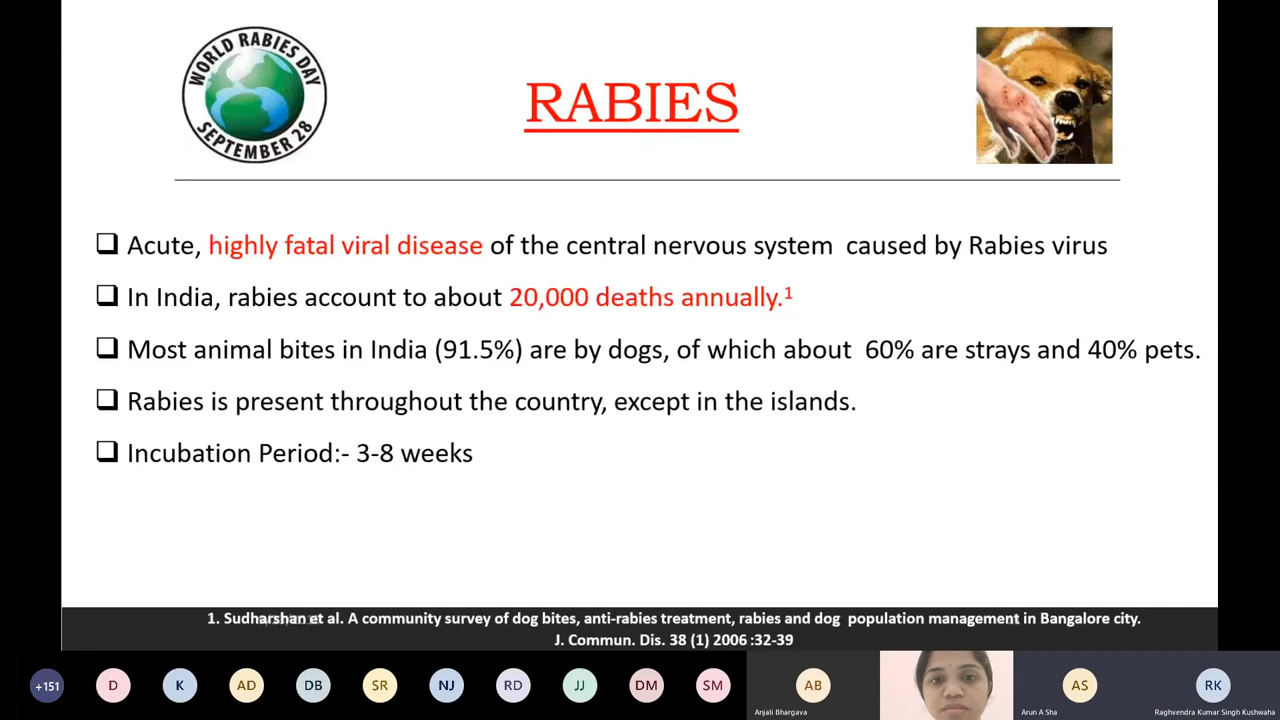 WORLD RABIES DAY
SEPTEMBER 28
RABIES
Acute, highly fatal viral disease of the central nervous system caused by Rabies virus
In India, rabies account to about 20,000 deaths annually.1
Most animal bites in India (91.5%) are by dogs, of which about 60% are strays and 40% pets.
Rabies is present throughout the country, except in the islands.
Incubation Period:- 3-8 weeks
1. Sudharshan et al. A community survey of dog bites, anti-rabies treatment, rabies and dog population management in Bangalore city.
J. Commun. Dis. 38 (1) 2006 :32-39
+151 D K AD DB SR NJ RD JJ DM SM AB AS RK
Anjali Bhargava Arun A Sha Raghvendra Kumar Singh Kushwaha